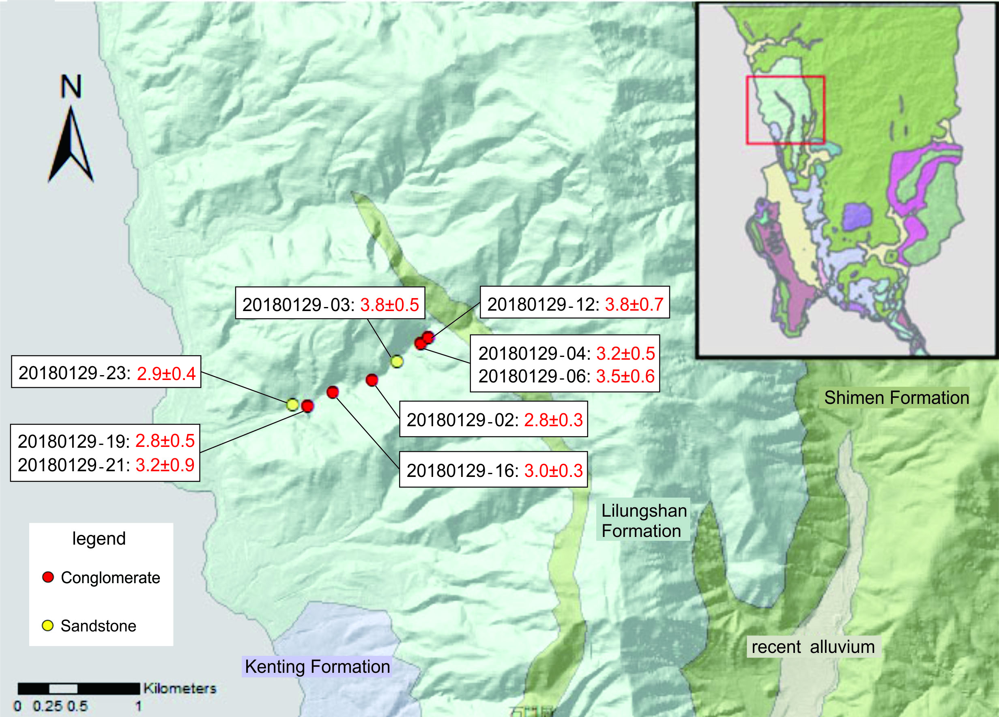 N
20180129-03: 3.8±0.5
20180129-12: 3.8±0.7
20180129-04: 3.2±0.5
20180129-06: 3.5±0.6
20180129-23: 2.9±0.4
Shimen Formation
20180129-02: 2.8±0.3
20180129-19: 2.8±0.5
20180129-21: 3.2±0.9
20180129-16: 3.0±0.3
Lilungshan
Formation
legend
Conglomerate
Sandstone
recent alluvium
Kenting Formation
Kilometers
0 0.25 0.5 1